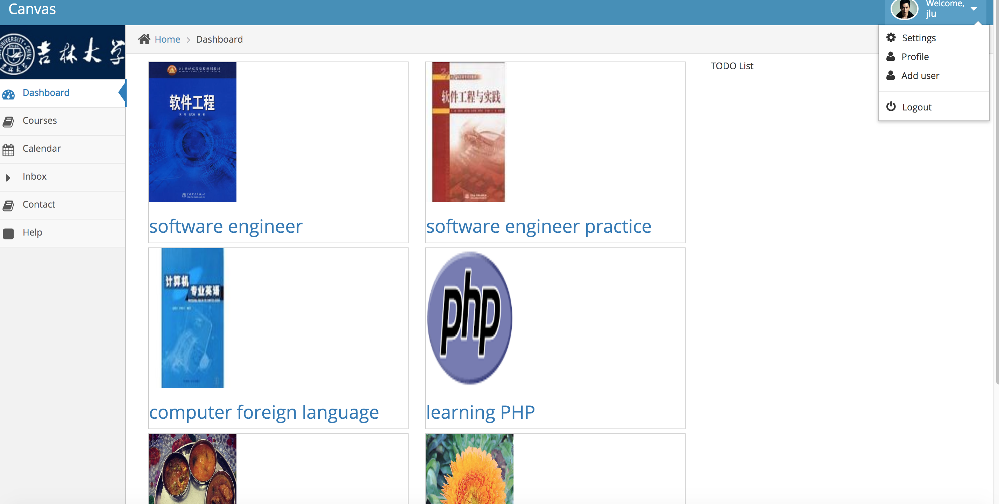 Canvas
Welcome,
jlu
Settings
Profile
Add user
Logout
吉林大学
Dashboard
Courses
Calendar
Inbox
Contact
Help
Home
Dashboard
TODO List
21世纪高等学校规划教材
软件工程
software engineer
软件工程与实践
software engineer practice
计算机
专业英语
computer foreign language
php
learning PHP